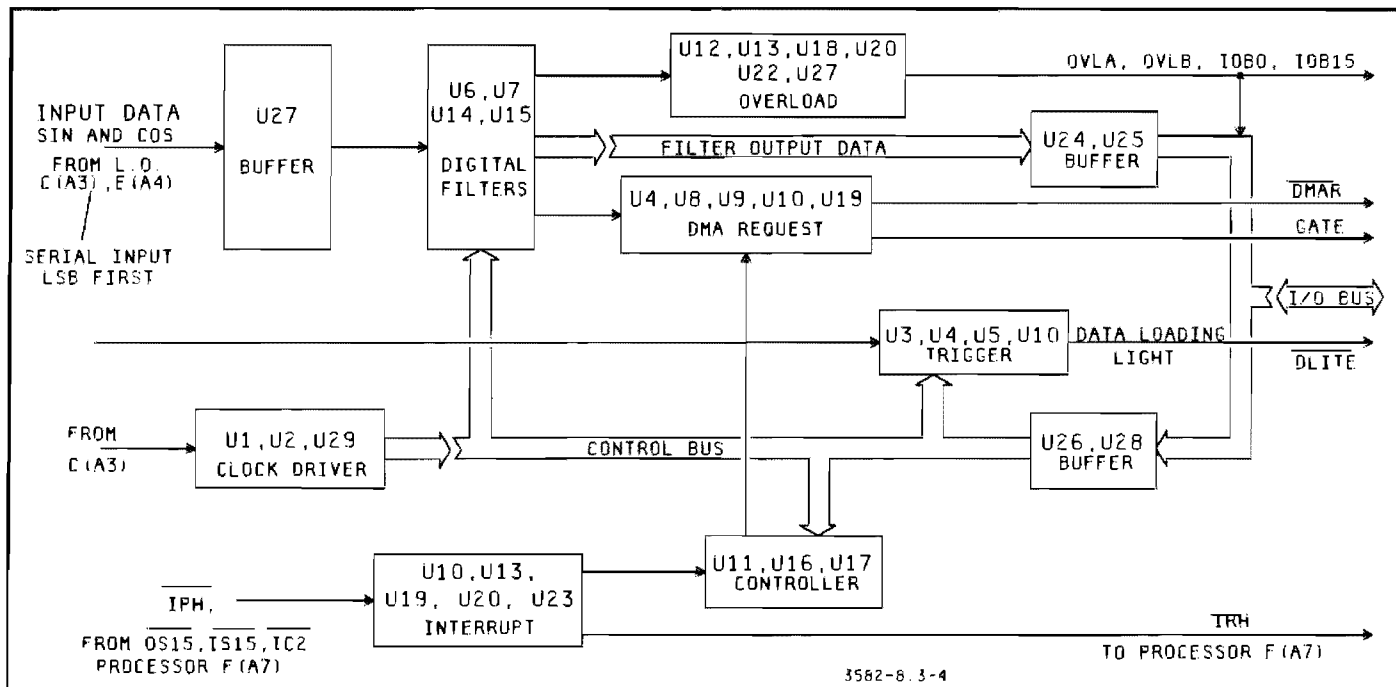 INPUT DATA
SIN AND COS
FROM L.O.
C(A3),E(A4)
SERIAL INPUT
LSB FIRST
U27
BUFFER
U6,U7
U14,U15
DIGITAL
FILTERS
U12,U13,U18,U20
U22,U27
OVERLOAD
OVLA, OVLB, IOB0, IOB15
FILTER OUTPUT DATA
U24,U25
BUFFER
U4,U8,U9,U10,U19
DMA REQUEST
DMAR
GATE
I/O BUS
U3,U4,U5,U10
TRIGGER
DATA LOADING
LIGHT
DLITE
FROM
C(A3)
U1,U2,U29
CLOCK DRIVER
CONTROL BUS
U26,U28
BUFFER
U11,U16,U17
CONTROLLER
IPH,
FROM OS15,IS15,IC2
PROCESSOR F(A7)
U10,U13,
U19, U20, U23
INTERRUPT
IRH
TO PROCESSOR F(A7)
3582-8.3-4